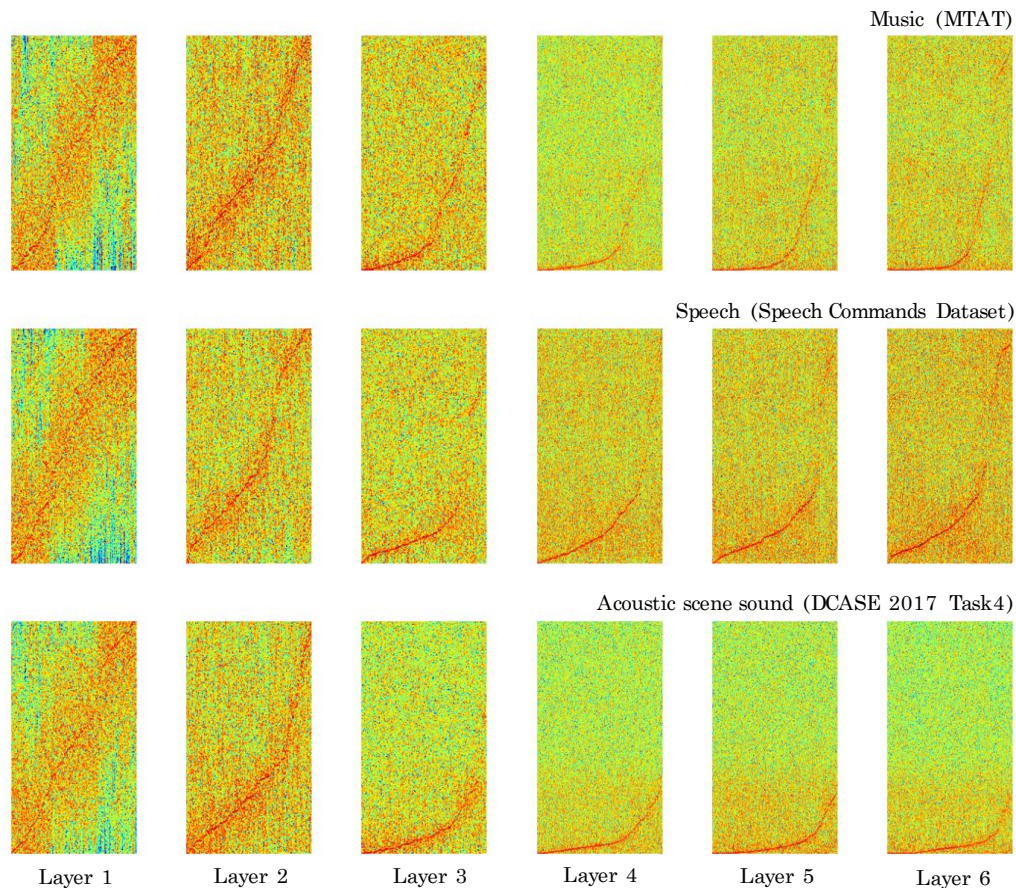 Music (MTAT)
Speech (Speech Commands Dataset)
Acoustic scene sound (DCASE 2017 Task4)
Layer 1 Layer 2 Layer 3 Layer 4 Layer 5 Layer 6